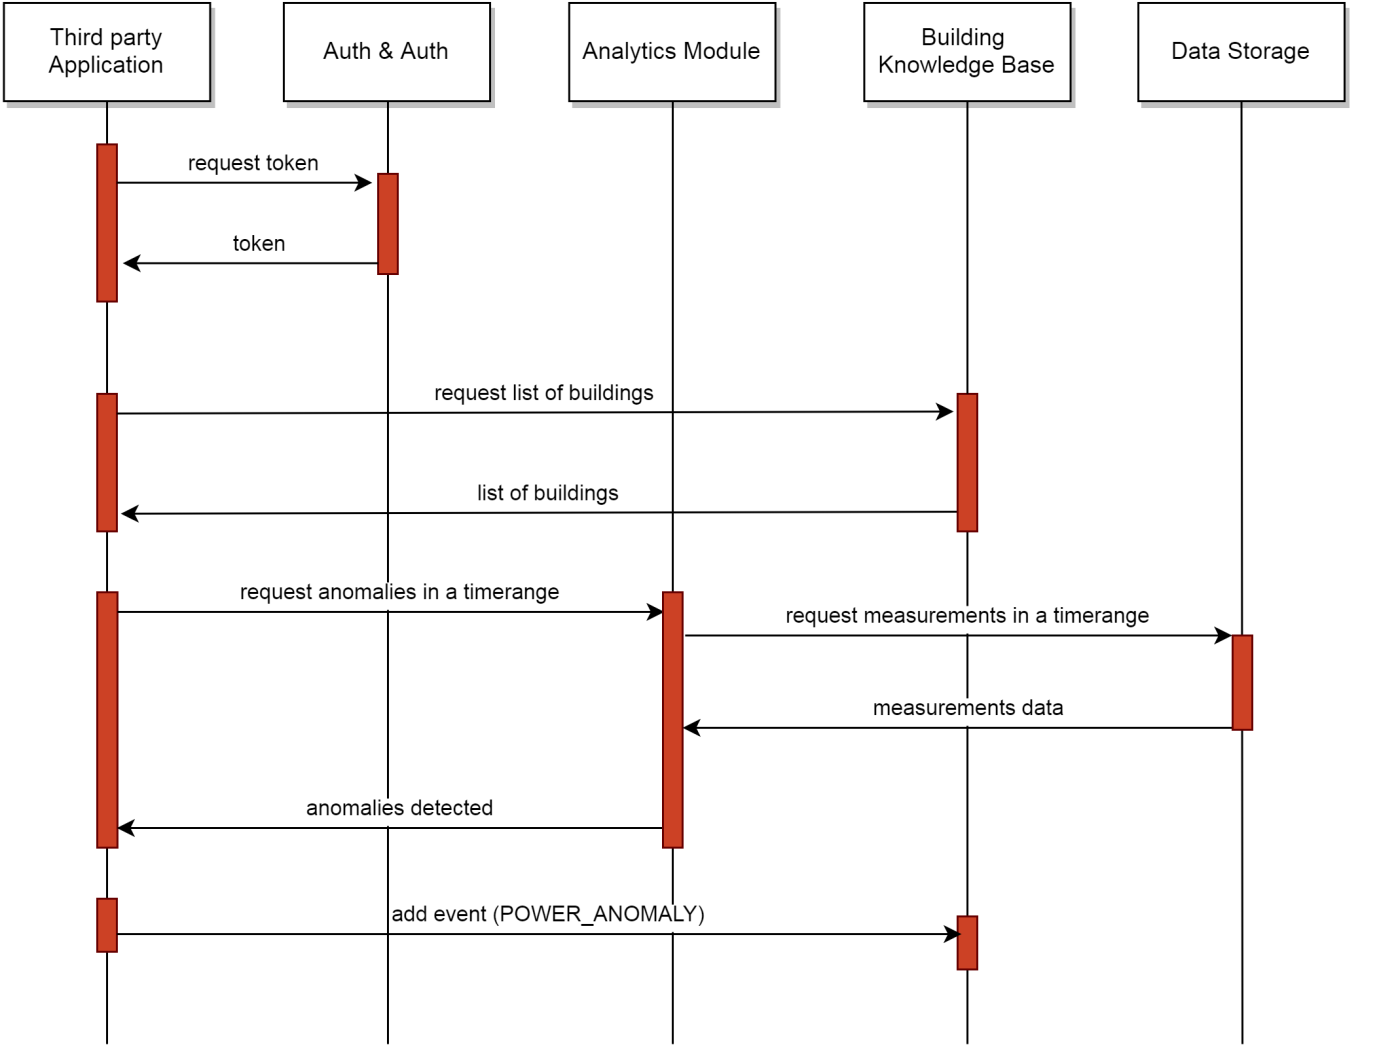 Third party
Application
Auth & Auth
Analytics Module
Building
Knowledge Base
Data Storage
request token
token
request list of buildings
list of buildings
request anomalies in a timerange
request measurements in a timerange
measurements data
anomalies detected
add event (POWER_ANOMALY)